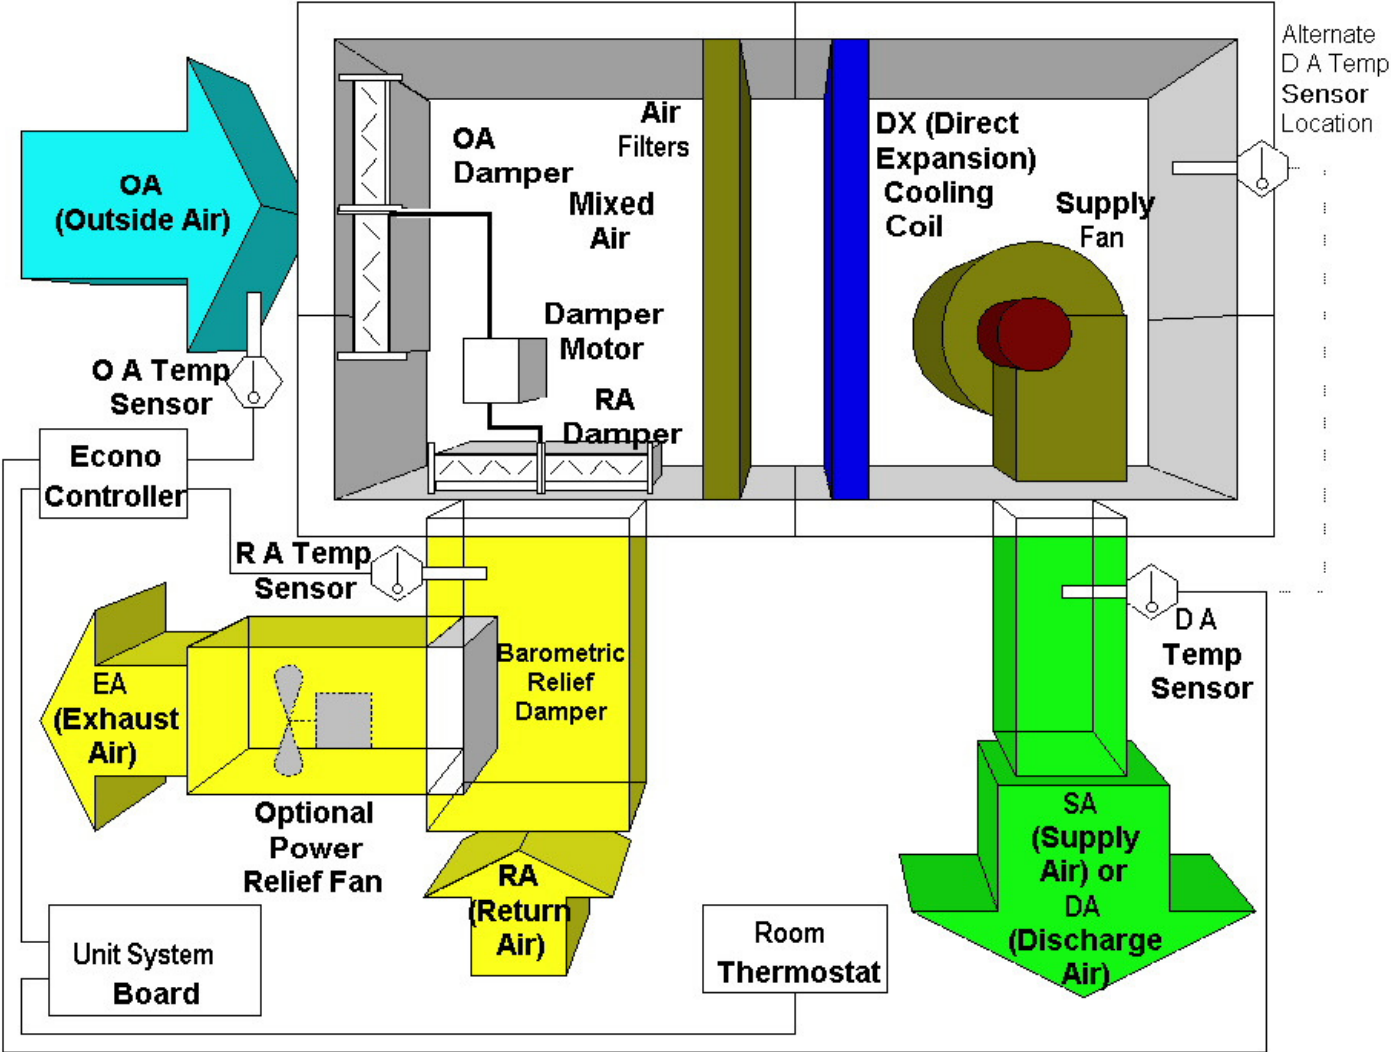 Alternate
D A Temp
Sensor
Location
OA
(Outside Air)
OA
Damper
Air
Filters
Mixed
Air
DX (Direct
Expansion)
Cooling
Coil
Supply
Fan
Damper
Motor
RA
Damper
O A Temp
Sensor
Econo
Controller
R A Temp
Sensor
Barometric
Relief
Damper
EA
(Exhaust
Air)
Optional
Power
Relief Fan
RA
(Return
Air)
D A
Temp
Sensor
SA
(Supply
Air) or
DA
(Discharge
Air)
Unit System
Board
Room
Thermostat